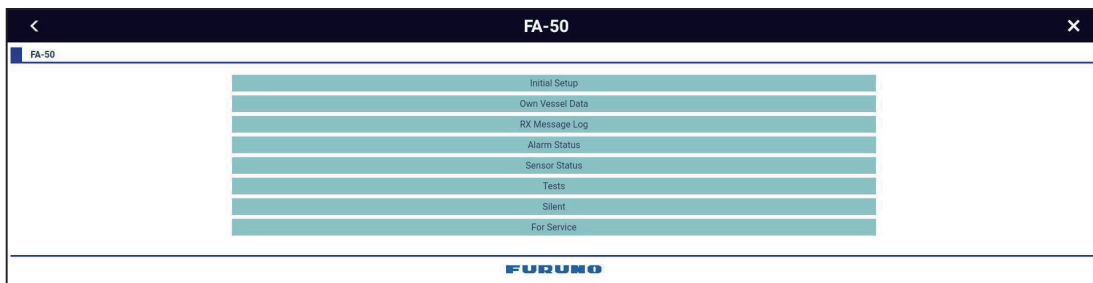 FA-50
FA-50
Initial Setup
Own Vessel Data
RX Message Log
Alarm Status
Sensor Status
Tests
Silent
For Service
FURUNO